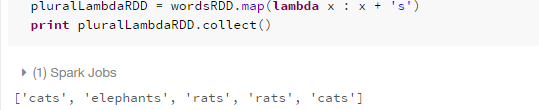 pluralLambdaRDD = wordsRDD.map(lambda x : x + 's')
print pluralLambdaRDD.collect()
(1) Spark Jobs
['cats', 'elephants', 'rats', 'rats', 'cats']